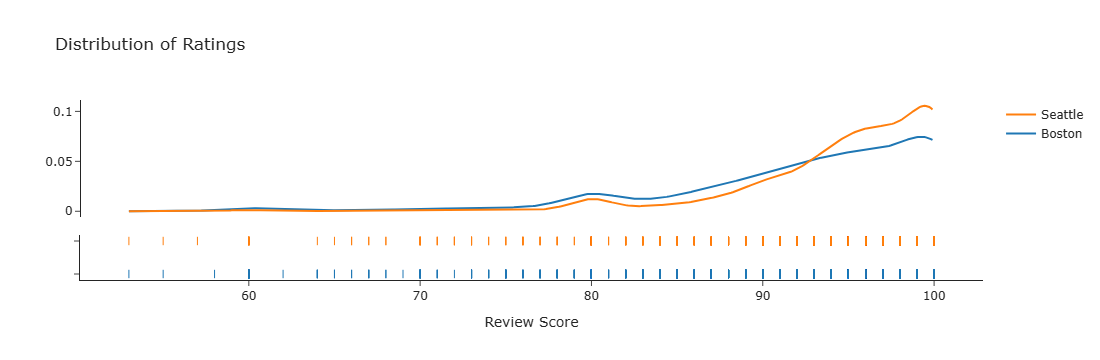 Distribution of Ratings
0.1
0.05
0
Seattle
Boston
60 70 80 90 100
Review Score